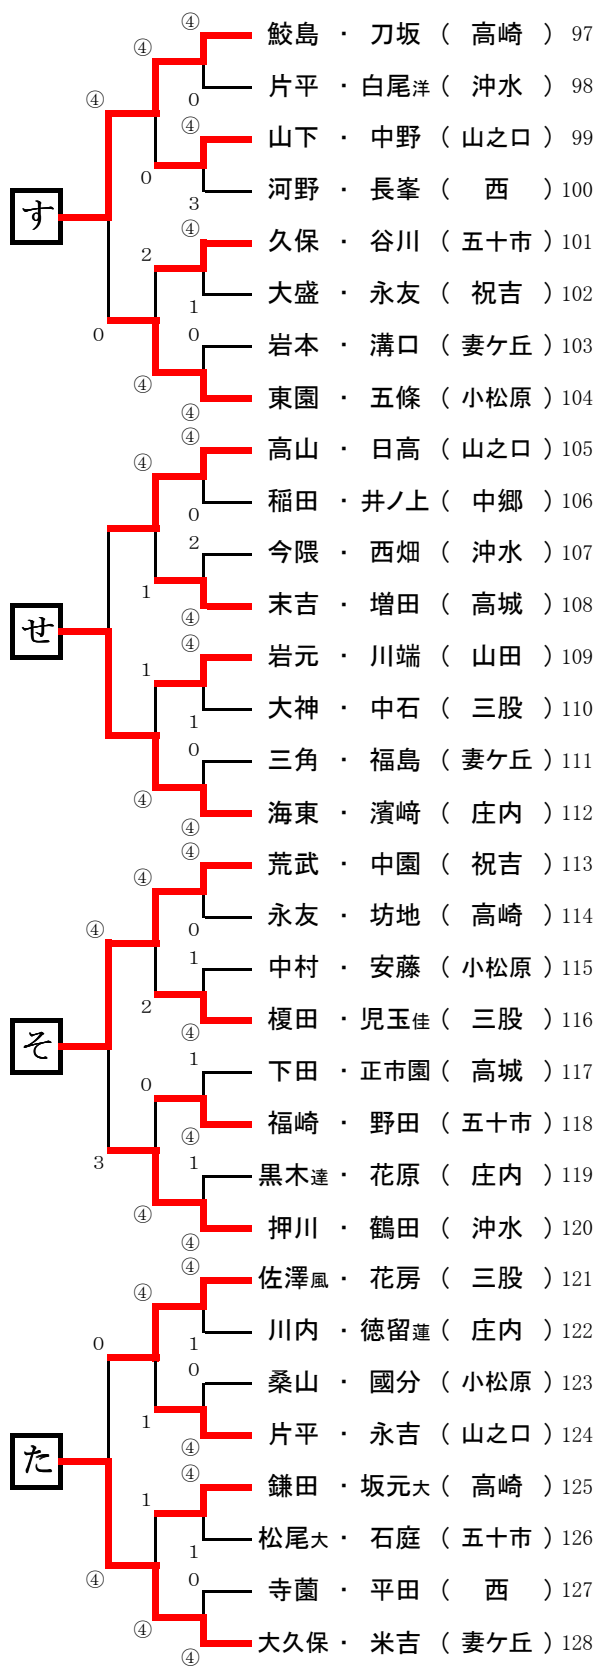 ④ 鮫島 ・ 刀坂 ( 高崎 ) 97
④
0 片平 ・ 白尾洋 ( 沖水 ) 98
④
④ 山下 ・ 中野 ( 山之口 ) 99
0
3 河野 ・ 長峯 ( 西 ) 100
す
④ 久保 ・ 谷川 ( 五十市 ) 101
2
1 大盛 ・ 永友 ( 祝吉 ) 102
0
0 岩本 ・ 溝口 ( 妻ケ丘 ) 103
④
④ 東園 ・ 五條 ( 小松原 ) 104
④ 高山 ・ 日高 ( 山之口 ) 105
④
0 稲田 ・ 井ノ上 ( 中郷 ) 106
2 今隈 ・ 西畑 ( 沖水 ) 107
1
④ 末吉 ・ 増田 ( 高城 ) 108
せ
④ 岩元 ・ 川端 ( 山田 ) 109
1
1 大神 ・ 中石 ( 三股 ) 110
0 三角 ・ 福島 ( 妻ケ丘 ) 111
④
④ 海東 ・ 濱﨑 ( 庄内 ) 112
④ 荒武 ・ 中園 ( 祝吉 ) 113
④
0 永友 ・ 坊地 ( 高崎 ) 114
④
1 中村 ・ 安藤 ( 小松原 ) 115
2
④ 榎田 ・ 児玉佳 ( 三股 ) 116
そ
1 下田 ・ 正市園 ( 高城 ) 117
0
④ 福崎 ・ 野田 ( 五十市 ) 118
3
1 黒木達 ・ 花原 ( 庄内 ) 119
④
④ 押川 ・ 鶴田 ( 沖水 ) 120
④ 佐澤風 ・ 花房 ( 三股 ) 121
④
1 川内 ・ 徳留蓮 ( 庄内 ) 122
0
0 桑山 ・ 國分 ( 小松原 ) 123
1
④ 片平 ・ 永吉 ( 山之口 ) 124
た
④ 鎌田 ・ 坂元大 ( 高崎 ) 125
1
1 松尾大 ・ 石庭 ( 五十市 ) 126
④
0 寺薗 ・ 平田 ( 西 ) 127
④
④ 大久保 ・ 米吉 ( 妻ケ丘 ) 128